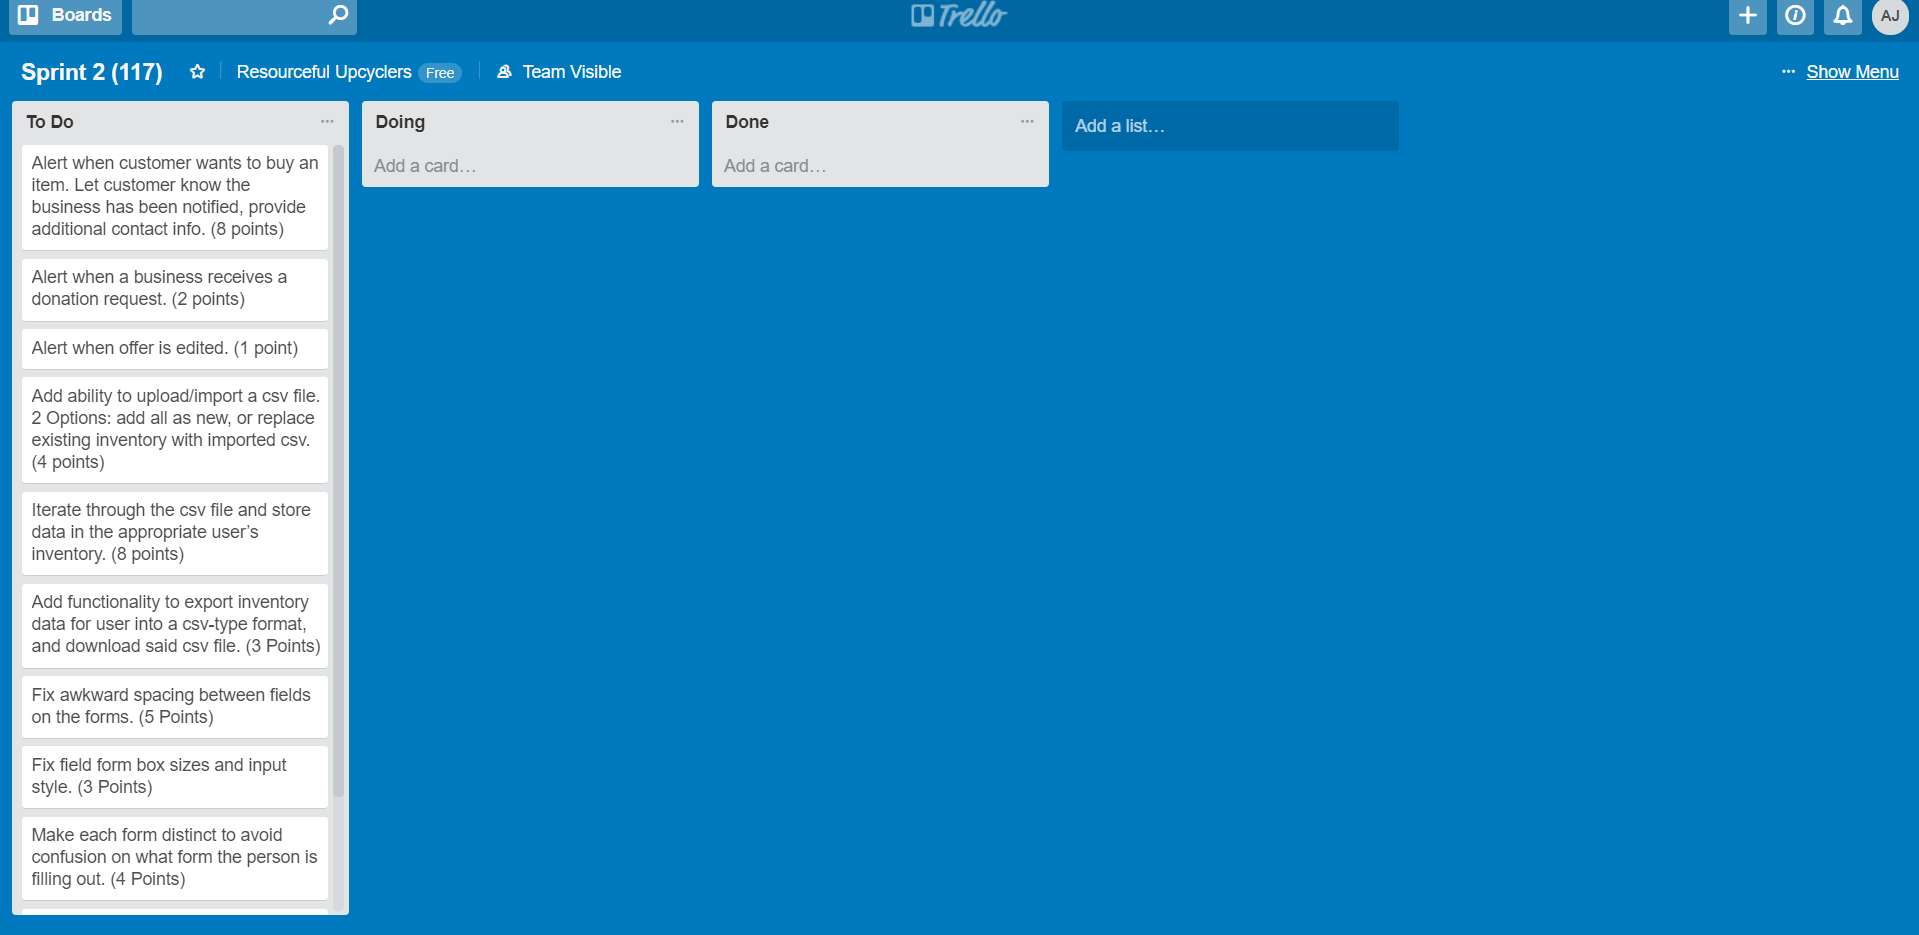 Boards
Trello
AJ
Sprint 2 (117)
Resourceful Upcyclers Free
Team Visible
··· Show Menu
To Do ···
Alert when customer wants to buy an
item. Let customer know the
business has been notified, provide
additional contact info. (8 points)
Alert when a business receives a
donation request. (2 points)
Alert when offer is edited. (1 point)
Add ability to upload/import a csv file.
2 Options: add all as new, or replace
existing inventory with imported csv.
(4 points)
Iterate through the csv file and store
data in the appropriate user’s
inventory. (8 points)
Add functionality to export inventory
data for user into a csv-type format,
and download said csv file. (3 Points)
Fix awkward spacing between fields
on the forms. (5 Points)
Fix field form box sizes and input
style. (3 Points)
Make each form distinct to avoid
confusion on what form the person is
filling out. (4 Points)
Doing ···
Add a card…
Done ···
Add a card…
Add a list…